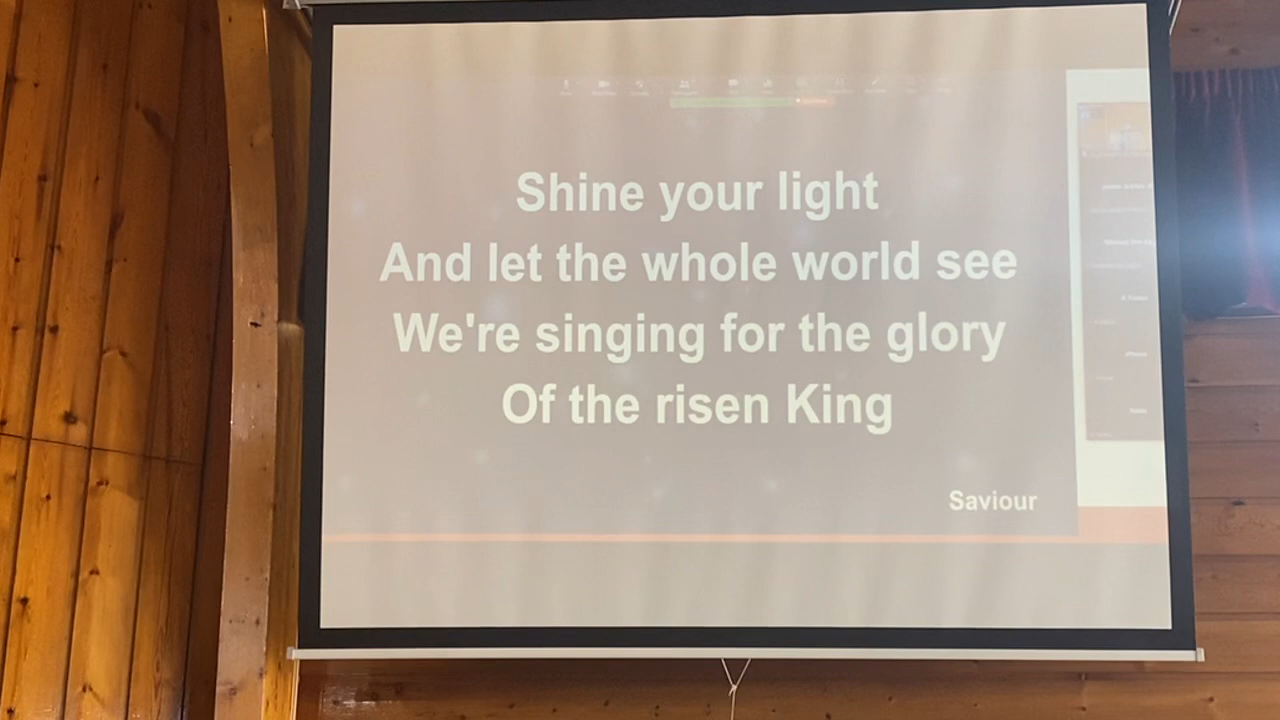 Shine your light
And let the whole world see
We're singing for the glory
Of the risen King
Saviour